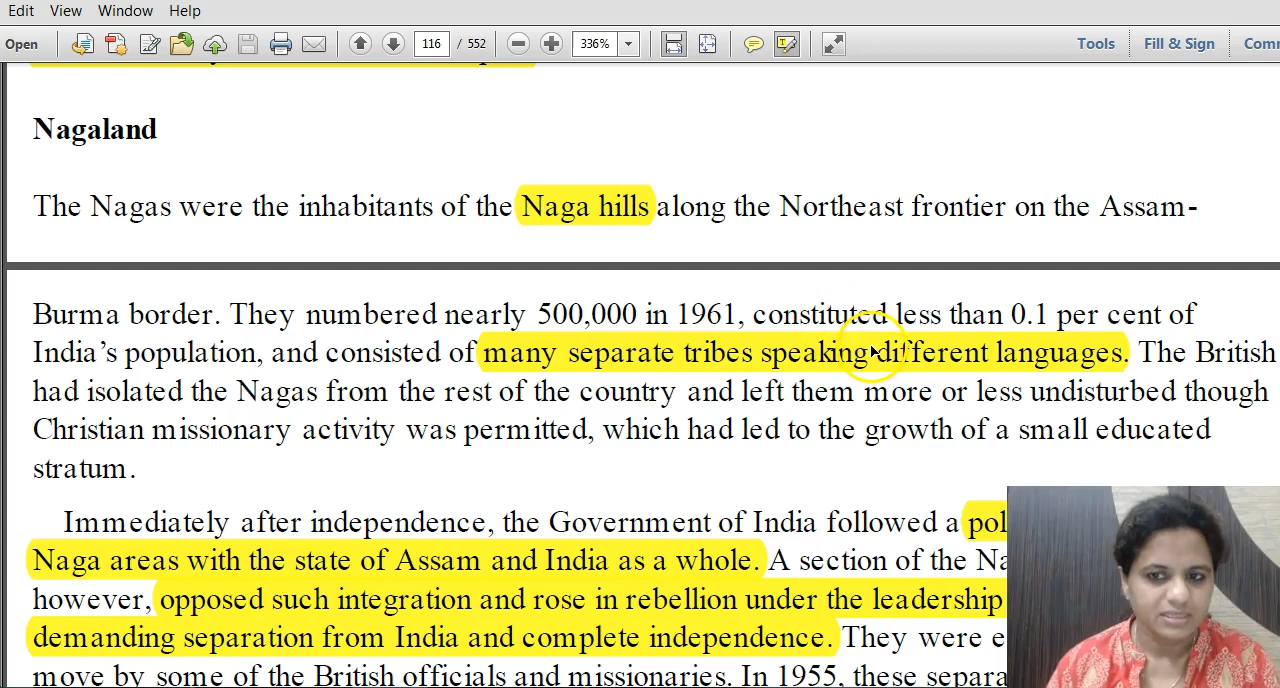 Edit View Window Help
Open 116 / 552 336% Tools Fill & Sign
Nagaland
The Nagas were the inhabitants of the Naga hills along the Northeast frontier on the Assam-
Burma border. They numbered nearly 500,000 in 1961, constituted less than 0.1 per cent of
India’s population, and consisted of many separate tribes speaking different languages. The British
had isolated the Nagas from the rest of the country and left them more or less undisturbed though
Christian missionary activity was permitted, which had led to the growth of a small educated
stratum.
Immediately after independence, the Government of India followed a
Naga areas with the state of Assam and India as a whole. A section of the
however, opposed such integration and rose in rebellion under the leadership
demanding separation from India and complete independence. They were
move by some of the British officials and missionaries. In 1955, these